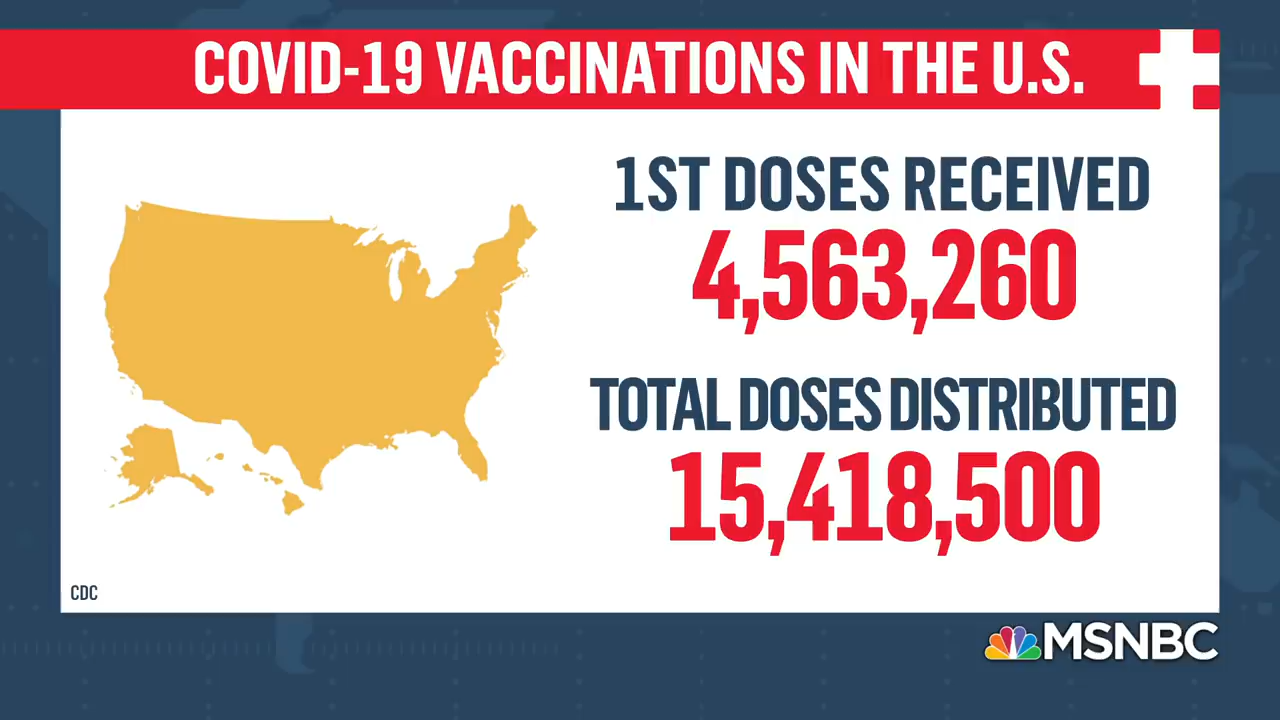 COVID-19 VACCINATIONS IN THE U.S.
1ST DOSES RECEIVED
4,563,260
TOTAL DOSES DISTRIBUTED
15,418,500
CDC
MSNBC